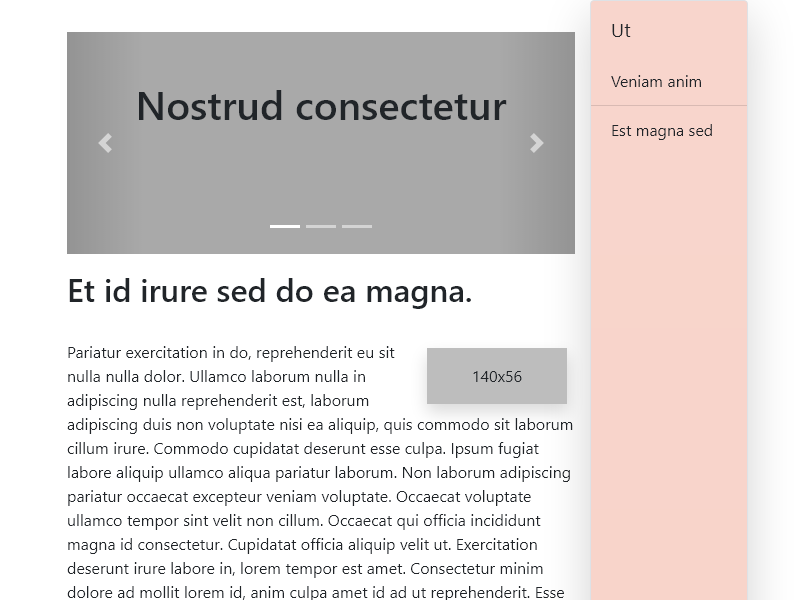 Nostrud consectetur
Et id irure sed do ea magna.
Pariatur exercitation in do, reprehenderit eu sit
nulla nulla dolor. Ullamco laborum nulla in
adipiscing nulla reprehenderit est, laborum
140x56
adipiscing duis non voluptate nisi ea aliquip, quis commodo sit laborum
cillum irure. Commodo cupidatat deserunt esse culpa. Ipsum fugiat
labore aliquip ullamco aliqua pariatur laborum. Non laborum adipiscing
pariatur occaecat excepteur veniam voluptate. Occaecat voluptate
ullamco tempor sint velit non cillum. Occaecat qui officia incididunt
magna id consectetur. Cupidatat officia aliquip velit ut. Exercitation
deserunt irure labore in, lorem tempor est amet. Consectetur minim
dolore ad mollit lorem id, anim culpa amet id ad ut reprehenderit. Esse
Ut
Veniam anim
Est magna sed